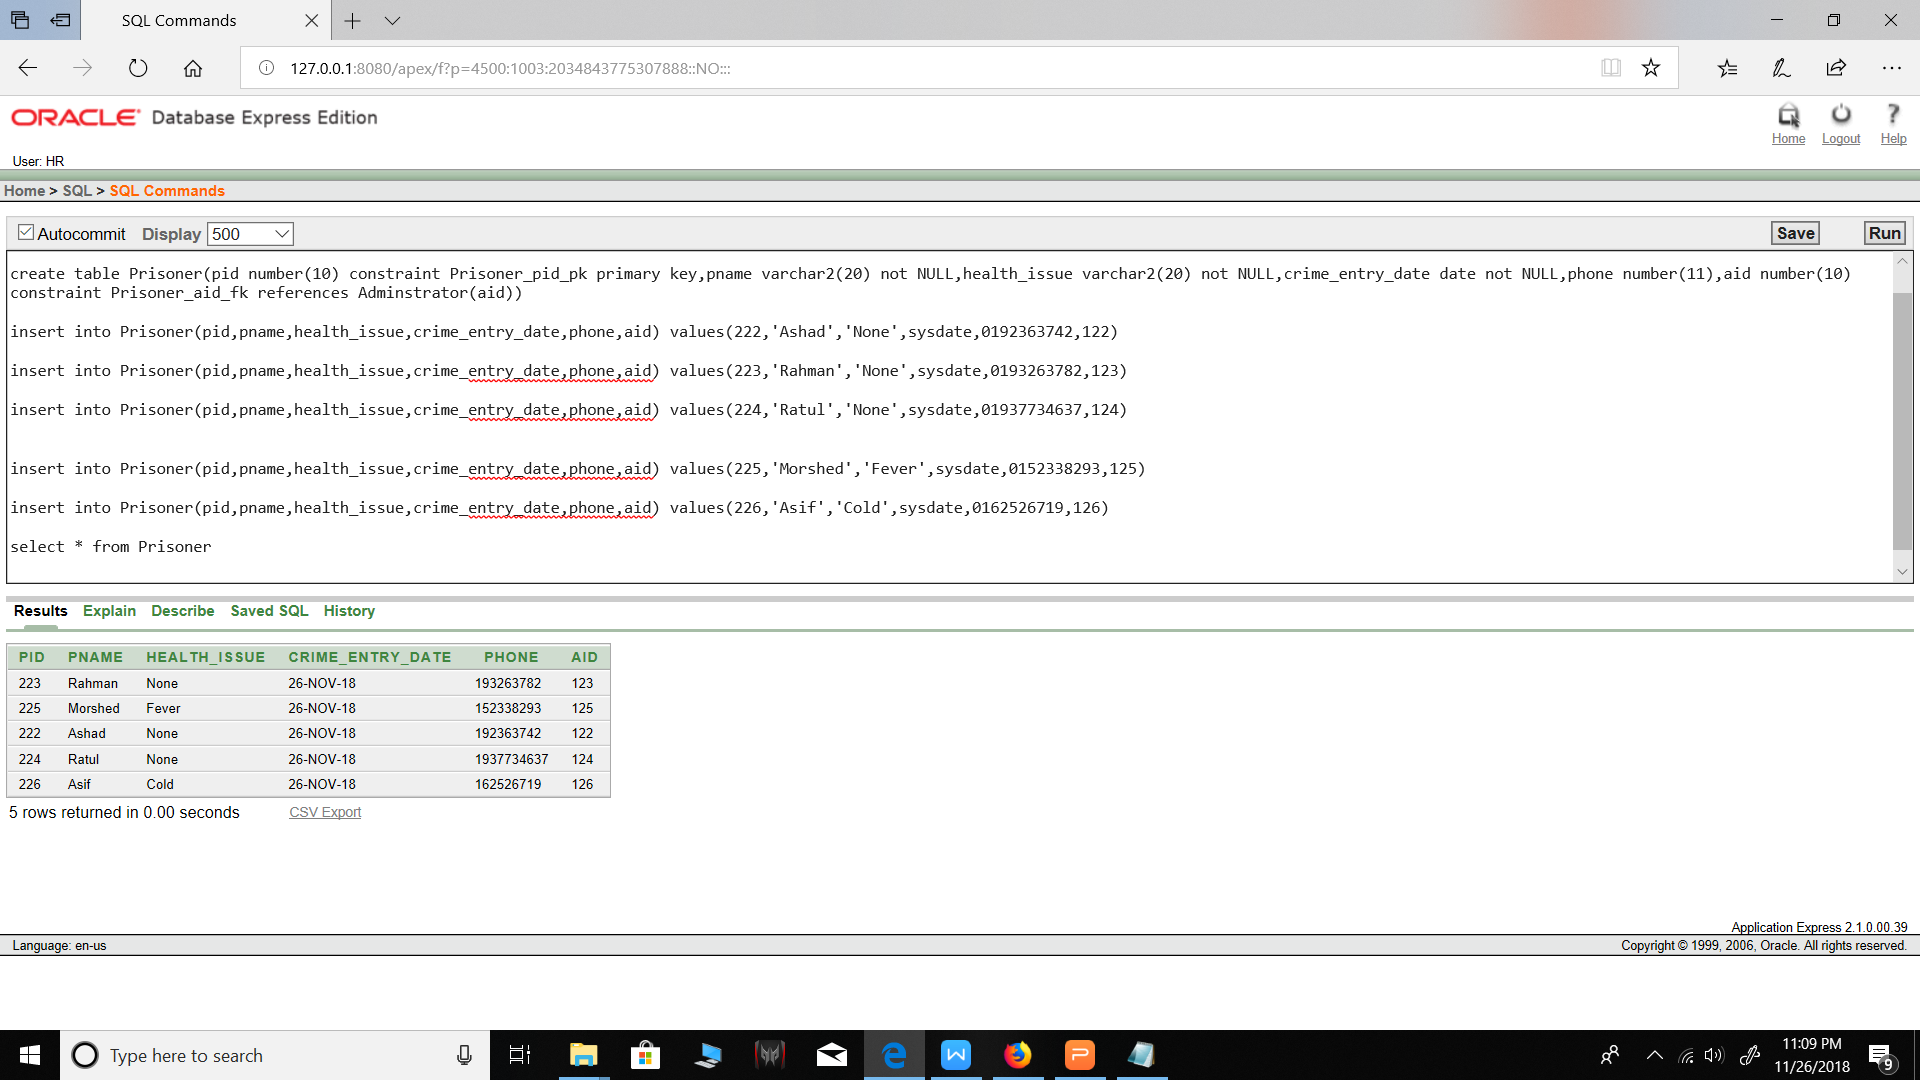 SQL Commands
127.0.0.1:8080/apex/f?p=4500:1003:2034843775307888::NO:::
ORACLE Database Express Edition
Home Logout Help
User: HR
Home > SQL > SQL Commands
Autocommit Display 500 Save Run
create table Prisoner(pid number(10) constraint Prisoner_pid_pk primary key,pname varchar2(20) not NULL,health_issue varchar2(20) not NULL,crime_entry_date date not NULL,phone number(11),aid number(10)
constraint Prisoner_aid_fk references Adminstrator(aid))
insert into Prisoner(pid,pname,health_issue,crime_entry_date,phone,aid) values(222,'Ashad','None',sysdate,0192363742,122)
insert into Prisoner(pid,pname,health_issue,crime_entry_date,phone,aid) values(223,'Rahman','None',sysdate,0193263782,123)
insert into Prisoner(pid,pname,health_issue,crime_entry_date,phone,aid) values(224,'Ratul','None',sysdate,01937734637,124)
insert into Prisoner(pid,pname,health_issue,crime_entry_date,phone,aid) values(225,'Morshed','Fever',sysdate,0152338293,125)
insert into Prisoner(pid,pname,health_issue,crime_entry_date,phone,aid) values(226,'Asif','Cold',sysdate,0162526719,126)
select * from Prisoner
Results Explain Describe Saved SQL History
PID PNAME HEALTH_ISSUE CRIME_ENTRY_DATE PHONE AID
223 Rahman None 26-NOV-18 193263782 123
225 Morshed Fever 26-NOV-18 152338293 125
222 Ashad None 26-NOV-18 192363742 122
224 Ratul None 26-NOV-18 1937734637 124
226 Asif Cold 26-NOV-18 162526719 126
5 rows returned in 0.00 seconds CSV Export
Application Express 2.1.0.00.39
Language: en-us Copyright © 1999, 2006, Oracle. All rights reserved.
Type here to search
11:09 PM
11/26/2018
9